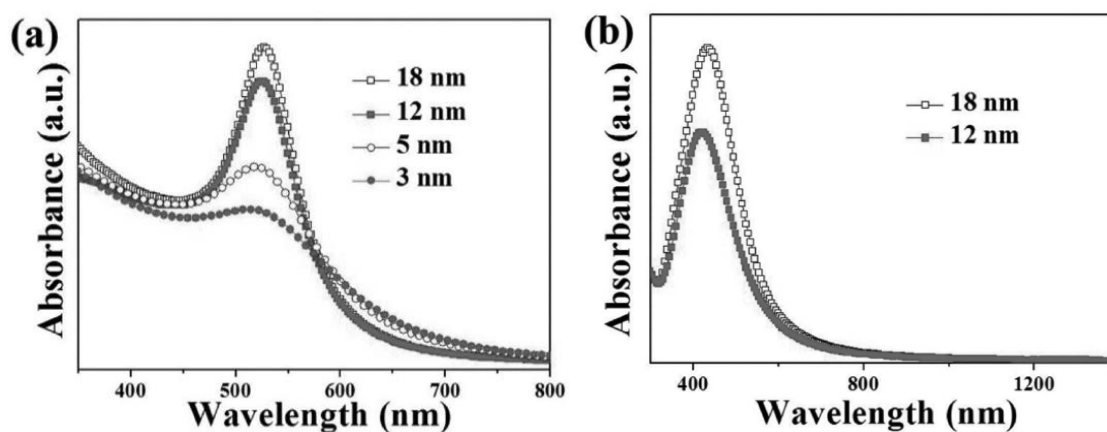 (a)
Absorbance (a.u.)
18 nm
12 nm
5 nm
3 nm
400 500 600 700 800
Wavelength (nm)
(b)
Absorbance (a.u.)
18 nm
12 nm
400 800 1200
Wavelength (nm)